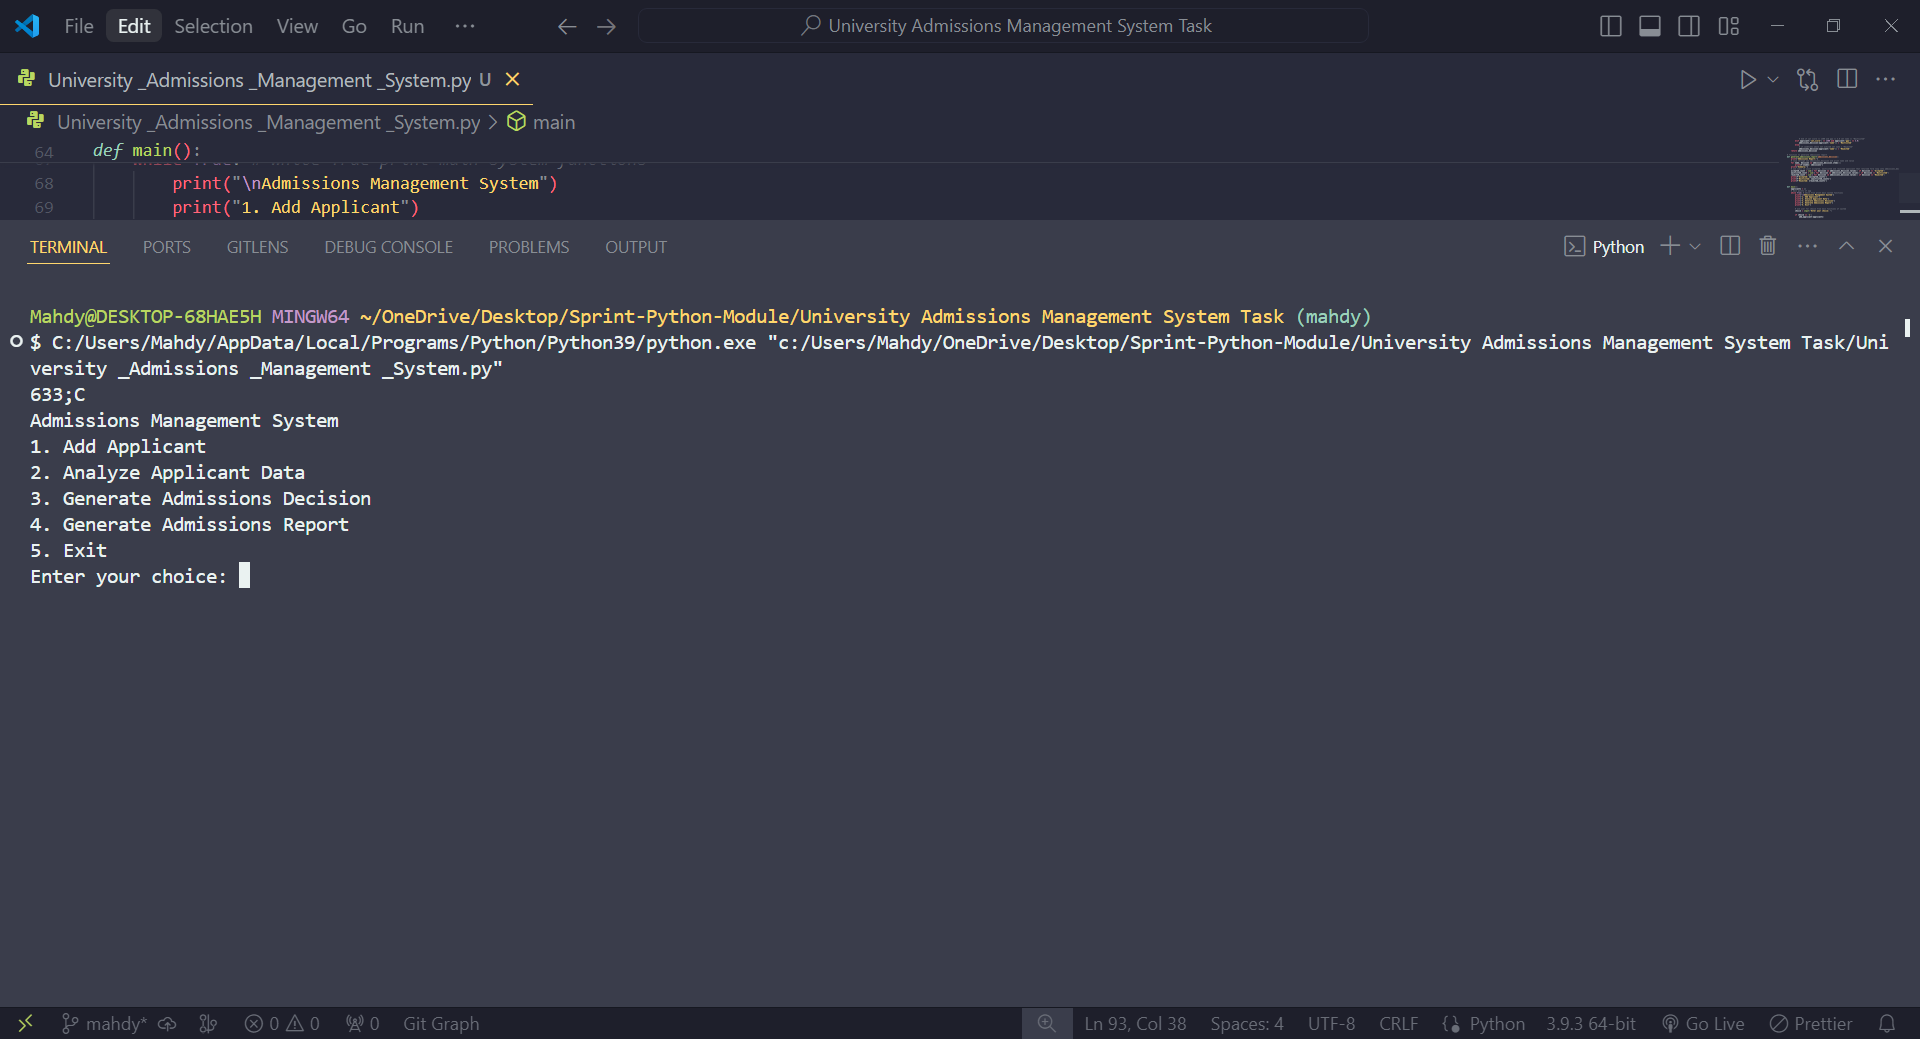 File Edit Selection View Go Run ··· University Admissions Management System Task
University _Admissions _Management _System.py U
University _Admissions _Management _System.py > main
64 def main():
68 print("\nAdmissions Management System")
69 print("1. Add Applicant")
TERMINAL PORTS GITLENS DEBUG CONSOLE PROBLEMS OUTPUT Python
Mahdy@DESKTOP-68HAE5H MINGW64 ~/OneDrive/Desktop/Sprint-Python-Module/University Admissions Management System Task (mahdy)
$ C:/Users/Mahdy/AppData/Local/Programs/Python/Python39/python.exe "c:/Users/Mahdy/OneDrive/Desktop/Sprint-Python-Module/University Admissions Management System Task/Uni
versity _Admissions _Management _System.py"
633;C
Admissions Management System
1. Add Applicant
2. Analyze Applicant Data
3. Generate Admissions Decision
4. Generate Admissions Report
5. Exit
Enter your choice:
mahdy* 0 0 0 Git Graph Ln 93, Col 38 Spaces: 4 UTF-8 CRLF Python 3.9.3 64-bit Go Live Prettier